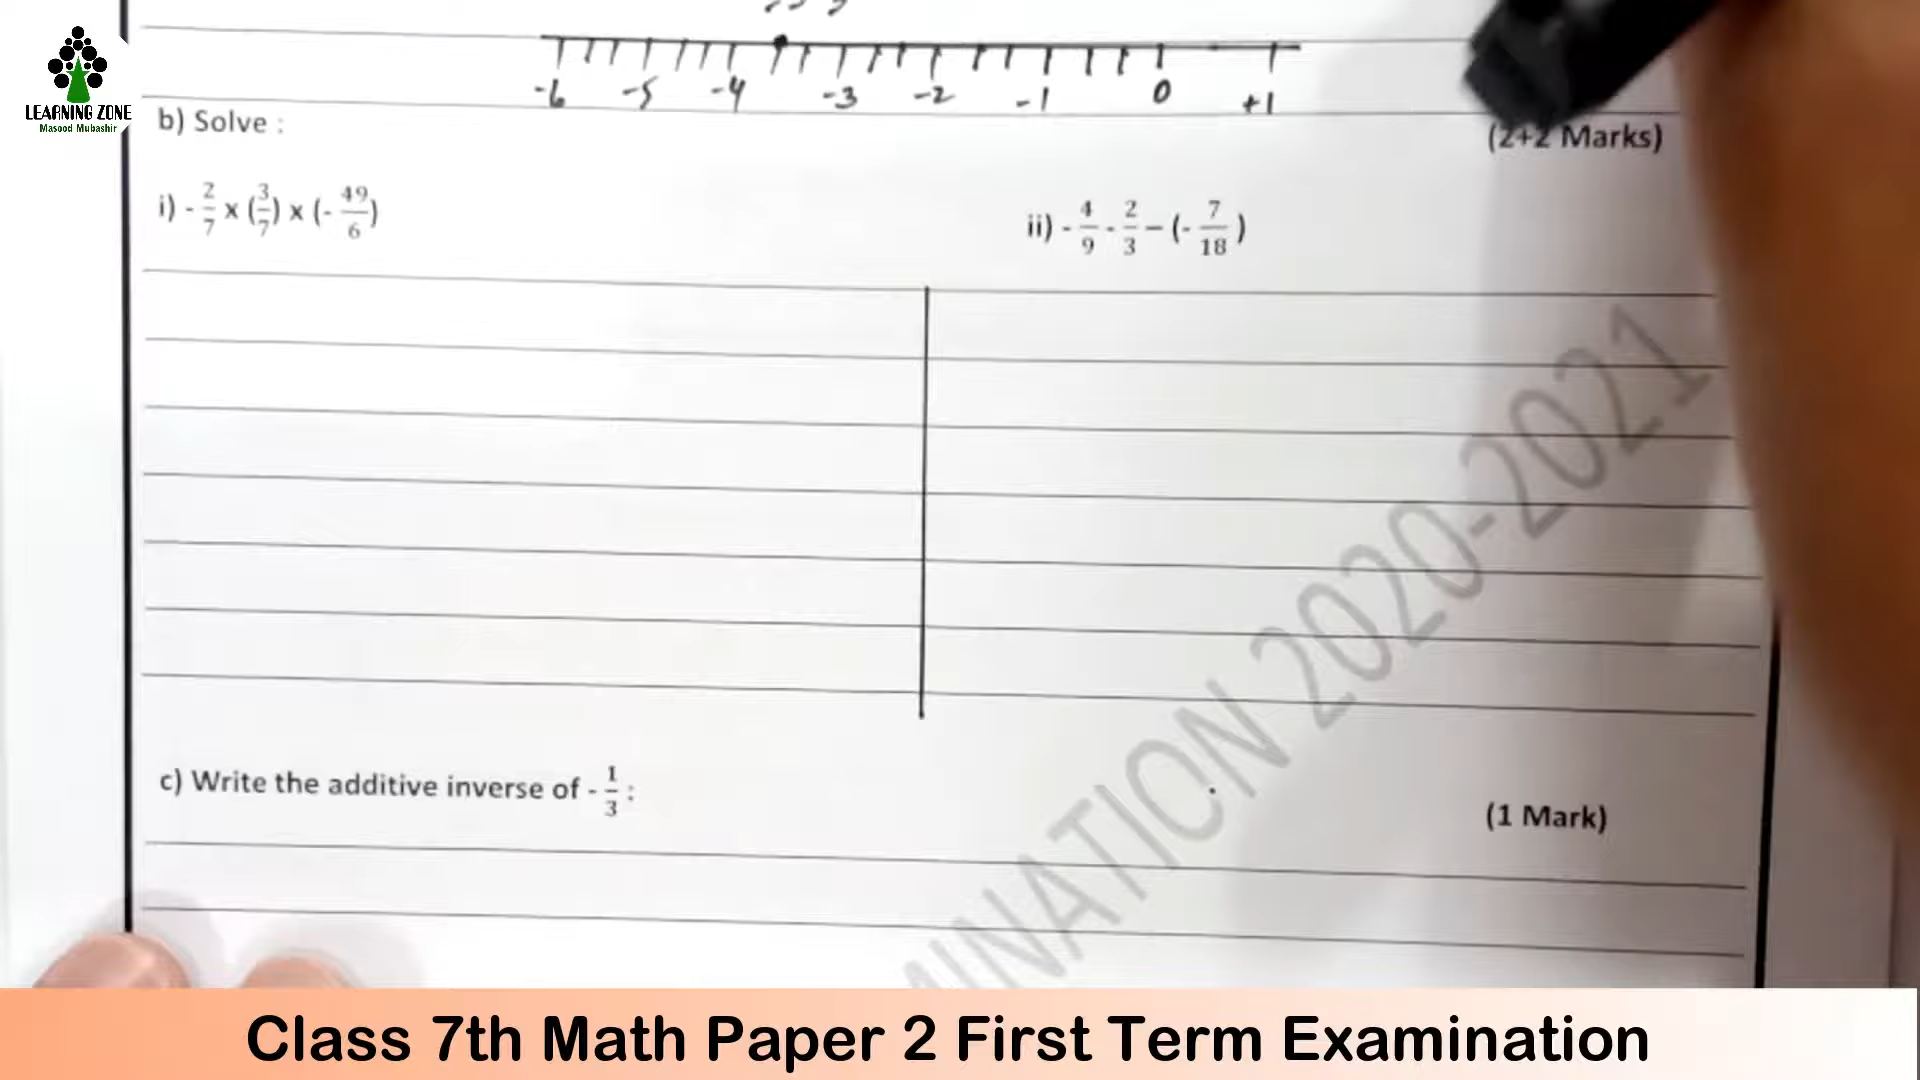 LEARNING ZONE
Masood Mubashir
-6 -5 -4 -3 -2 -1 0 +1
b) Solve :
(2+2 Marks)
i) - 2/7 x (3/7) x (- 49/6)
ii) - 4/9 - 2/3 – (- 7/18 )
c) Write the additive inverse of - 1/3 :
(1 Mark)
MINATION 2020-2021
Class 7th Math Paper 2 First Term Examination